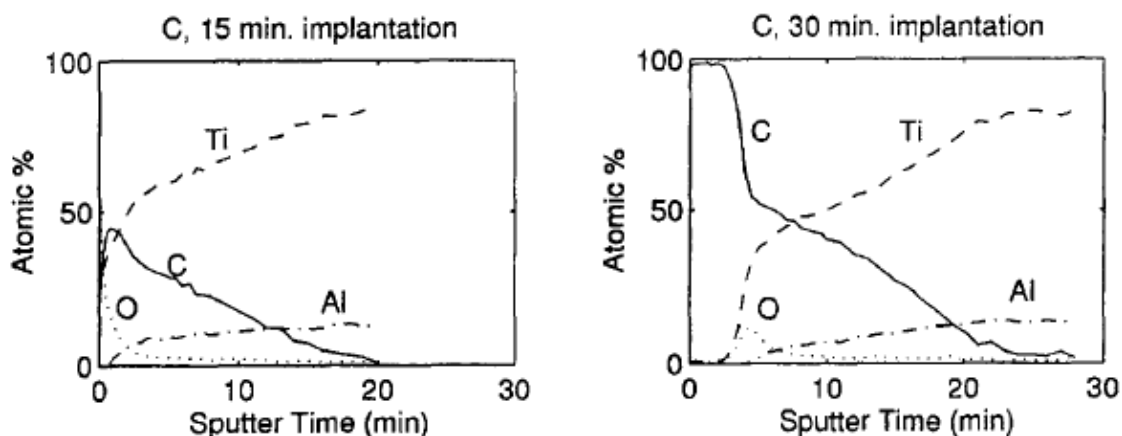 C, 15 min. implantation
100
50
0
Atomic %
Ti
C
O
Al
0 10 20 30
Sputter Time (min)
C, 30 min. implantation
100
50
0
Atomic %
C
Ti
O
Al
0 10 20 30
Sputter Time (min)